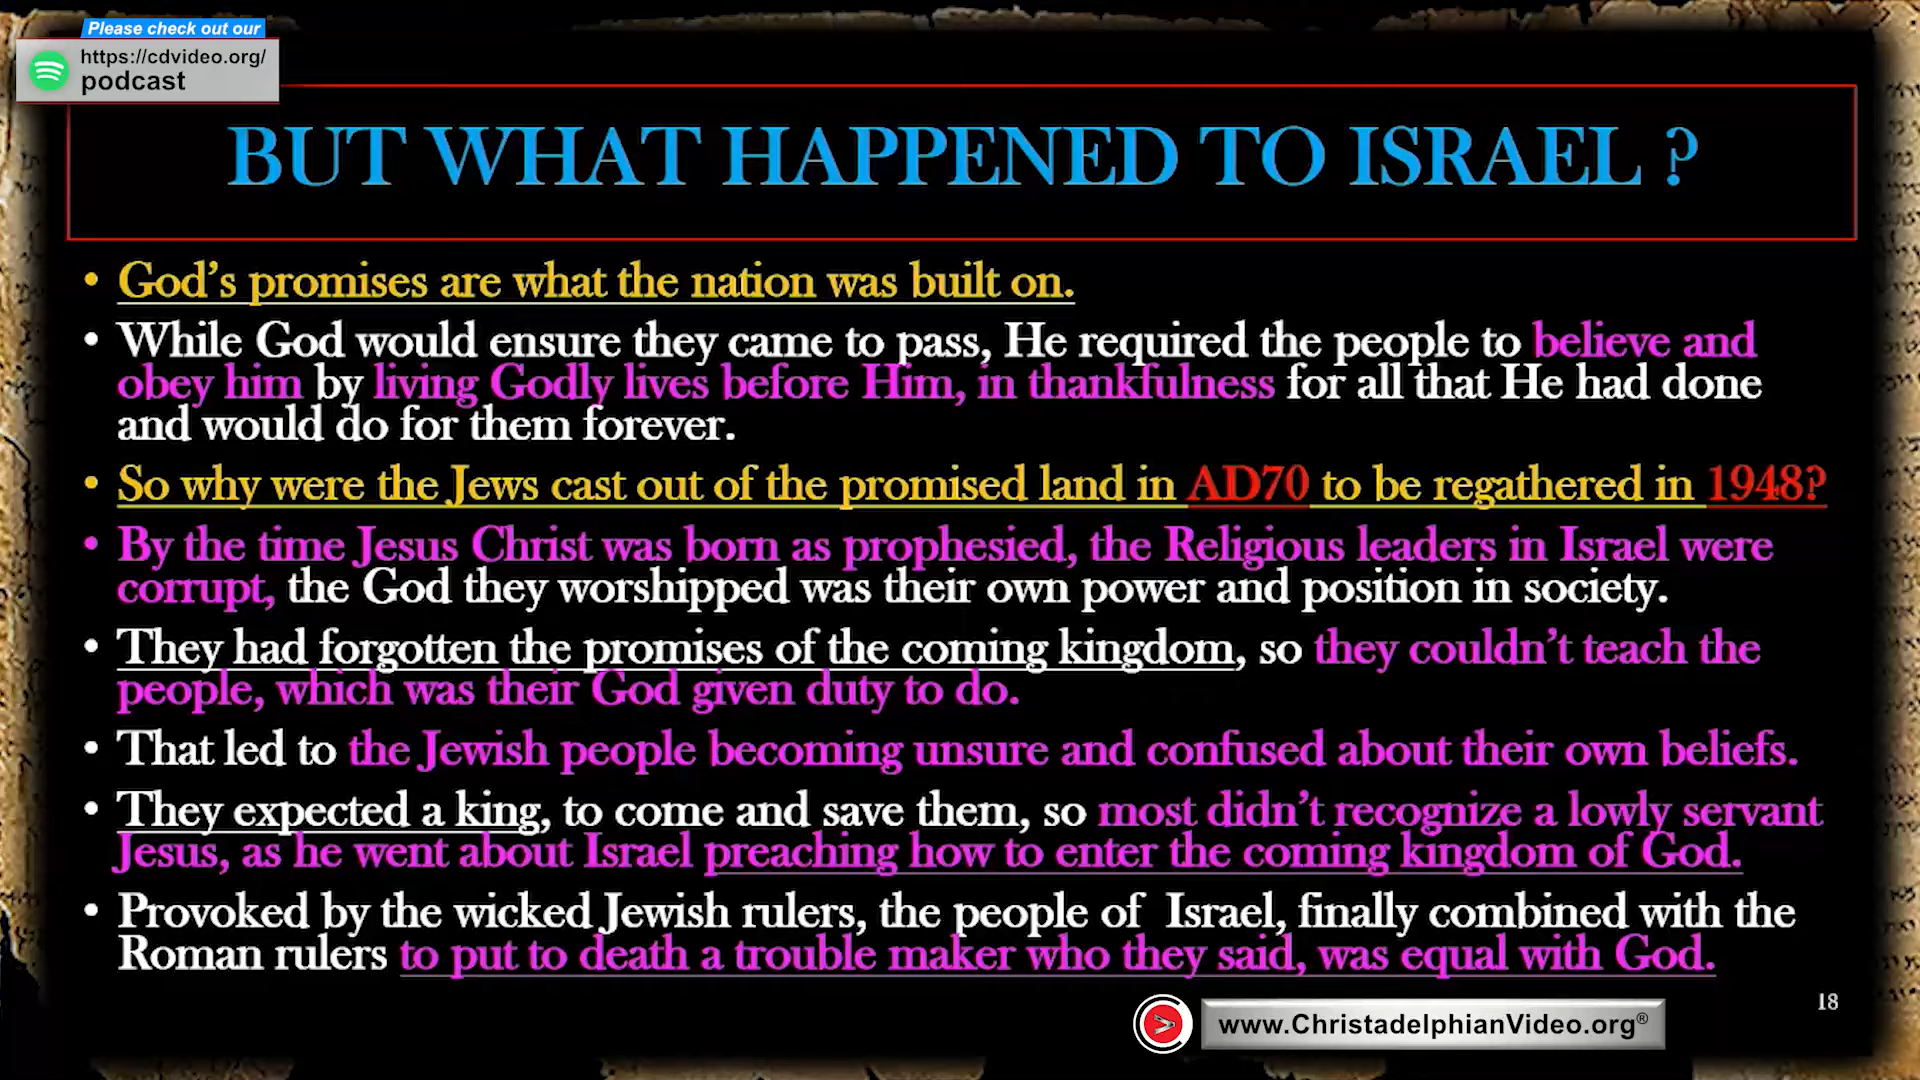 Please check out our
https://cdvideo.org/
podcast
BUT WHAT HAPPENED TO ISRAEL ?
• God's promises are what the nation was built on.
• While God would ensure they came to pass, He required the people to believe and
obey him by living Godly lives before Him, in thankfulness for all that He had done
and would do for them forever.
• So why were the Jews cast out of the promised land in AD70 to be regathered in 1948?
• By the time Jesus Christ was born as prophesied, the Religious leaders in Israel were
corrupt, the God they worshipped was their own power and position in society.
• They had forgotten the promises of the coming kingdom, so they couldn't teach the
people, which was their God given duty to do.
• That led to the Jewish people becoming unsure and confused about their own beliefs.
• They expected a king, to come and save them, so most didn't recognize a lowly servant
Jesus, as he went about Israel preaching how to enter the coming kingdom of God.
• Provoked by the wicked Jewish rulers, the people of Israel, finally combined with the
Roman rulers to put to death a trouble maker who they said, was equal with God.
18
www.ChristadelphianVideo.org®